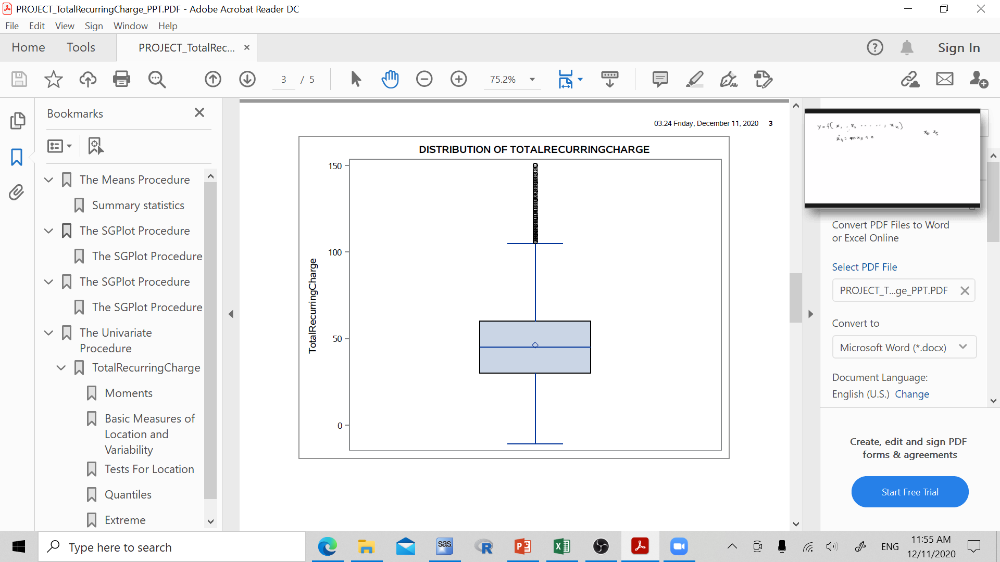 PROJECT_TotalRecurringCharge_PPT.PDF - Adobe Acrobat Reader DC
File Edit View Sign Window Help
Home Tools PROJECT_TotalRec... Sign In
3 / 5 75.2%
Bookmarks
The Means Procedure
Summary statistics
The SGPlot Procedure
The SGPlot Procedure
The SGPlot Procedure
The SGPlot Procedure
The Univariate
Procedure
TotalRecurringCharge
Moments
Basic Measures of
Location and
Variability
Tests For Location
Quantiles
Extreme
03:24 Friday, December 11, 2020 3
DISTRIBUTION OF TOTALRECURRINGCHARGE
150
100
50
0
TotalRecurringCharge
Convert PDF Files to Word
or Excel Online
Select PDF File
PROJECT_T...ge_PPT.PDF
Convert to
Microsoft Word (*.docx)
Document Language:
English (U.S.) Change
Create, edit and sign PDF
forms & agreements
Start Free Trial
Type here to search
sas
ENG
11:55 AM
12/11/2020